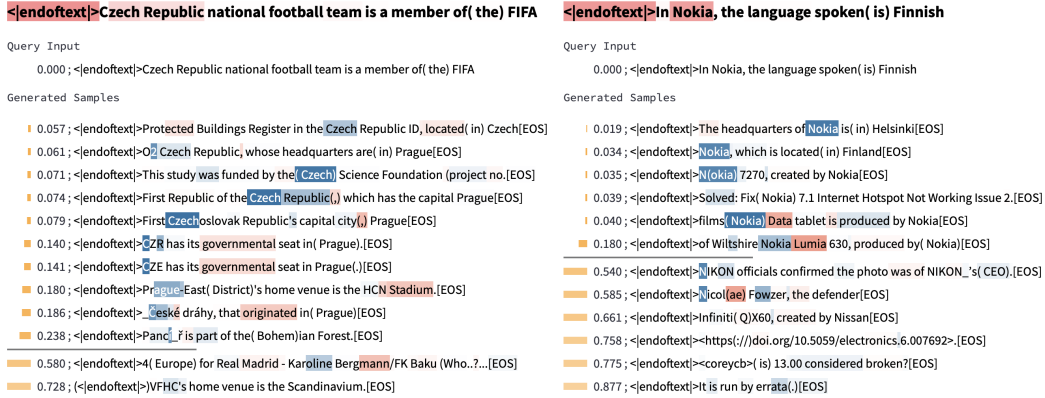 <|endoftext|>Czech Republic national football team is a member of( the) FIFA
Query Input
0.000 ; <|endoftext|>Czech Republic national football team is a member of( the) FIFA
Generated Samples
0.057 ; <|endoftext|>Protected Buildings Register in the Czech Republic ID, located( in) Czech[EOS]
0.061 ; <|endoftext|>O2 Czech Republic, whose headquarters are( in) Prague[EOS]
0.071 ; <|endoftext|>This study was funded by the( Czech) Science Foundation (project no.[EOS]
0.074 ; <|endoftext|>First Republic of the Czech Republic(,) which has the capital Prague[EOS]
0.079 ; <|endoftext|>First Czechoslovak Republic's capital city(,) Prague[EOS]
0.140 ; <|endoftext|>CZR has its governmental seat in( Prague).[EOS]
0.141 ; <|endoftext|>CZE has its governmental seat in Prague(.)[EOS]
0.180 ; <|endoftext|>Prague-East( District)'s home venue is the HCN Stadium.[EOS]
0.186 ; <|endoftext|>_České dráhy, that originated in( Prague)[EOS]
0.238 ; <|endoftext|>Pancí_ř is part of the( Bohem)ian Forest.[EOS]
0.580 ; <|endoftext|>4( Europe) for Real Madrid - Karoline Bergmann/FK Baku (Who..?...[EOS]
0.728 ; (<|endoftext|>)VFHC's home venue is the Scandinavium.[EOS]
<|endoftext|>In Nokia, the language spoken( is) Finnish
Query Input
0.000 ; <|endoftext|>In Nokia, the language spoken( is) Finnish
Generated Samples
0.019 ; <|endoftext|>The headquarters of Nokia is( in) Helsinki[EOS]
0.034 ; <|endoftext|>Nokia, which is located( in) Finland[EOS]
0.035 ; <|endoftext|>N(okia) 7270, created by Nokia[EOS]
0.039 ; <|endoftext|>Solved: Fix( Nokia) 7.1 Internet Hotspot Not Working Issue 2.[EOS]
0.040 ; <|endoftext|>films( Nokia) Data tablet is produced by Nokia[EOS]
0.180 ; <|endoftext|>of Wiltshire Nokia Lumia 630, produced by( Nokia)[EOS]
0.540 ; <|endoftext|>NIKON officials confirmed the photo was of NIKON_'s( CEO).[EOS]
0.585 ; <|endoftext|>Nicol(ae) Fowzer, the defender[EOS]
0.661 ; <|endoftext|>Infiniti( Q)X60, created by Nissan[EOS]
0.758 ; <|endoftext|><https(://)doi.org/10.5059/electronics.6.007692>.[EOS]
0.775 ; <|endoftext|><coreycb>( is) 13.00 considered broken?[EOS]
0.877 ; <|endoftext|>It is run by errata(.)[EOS]